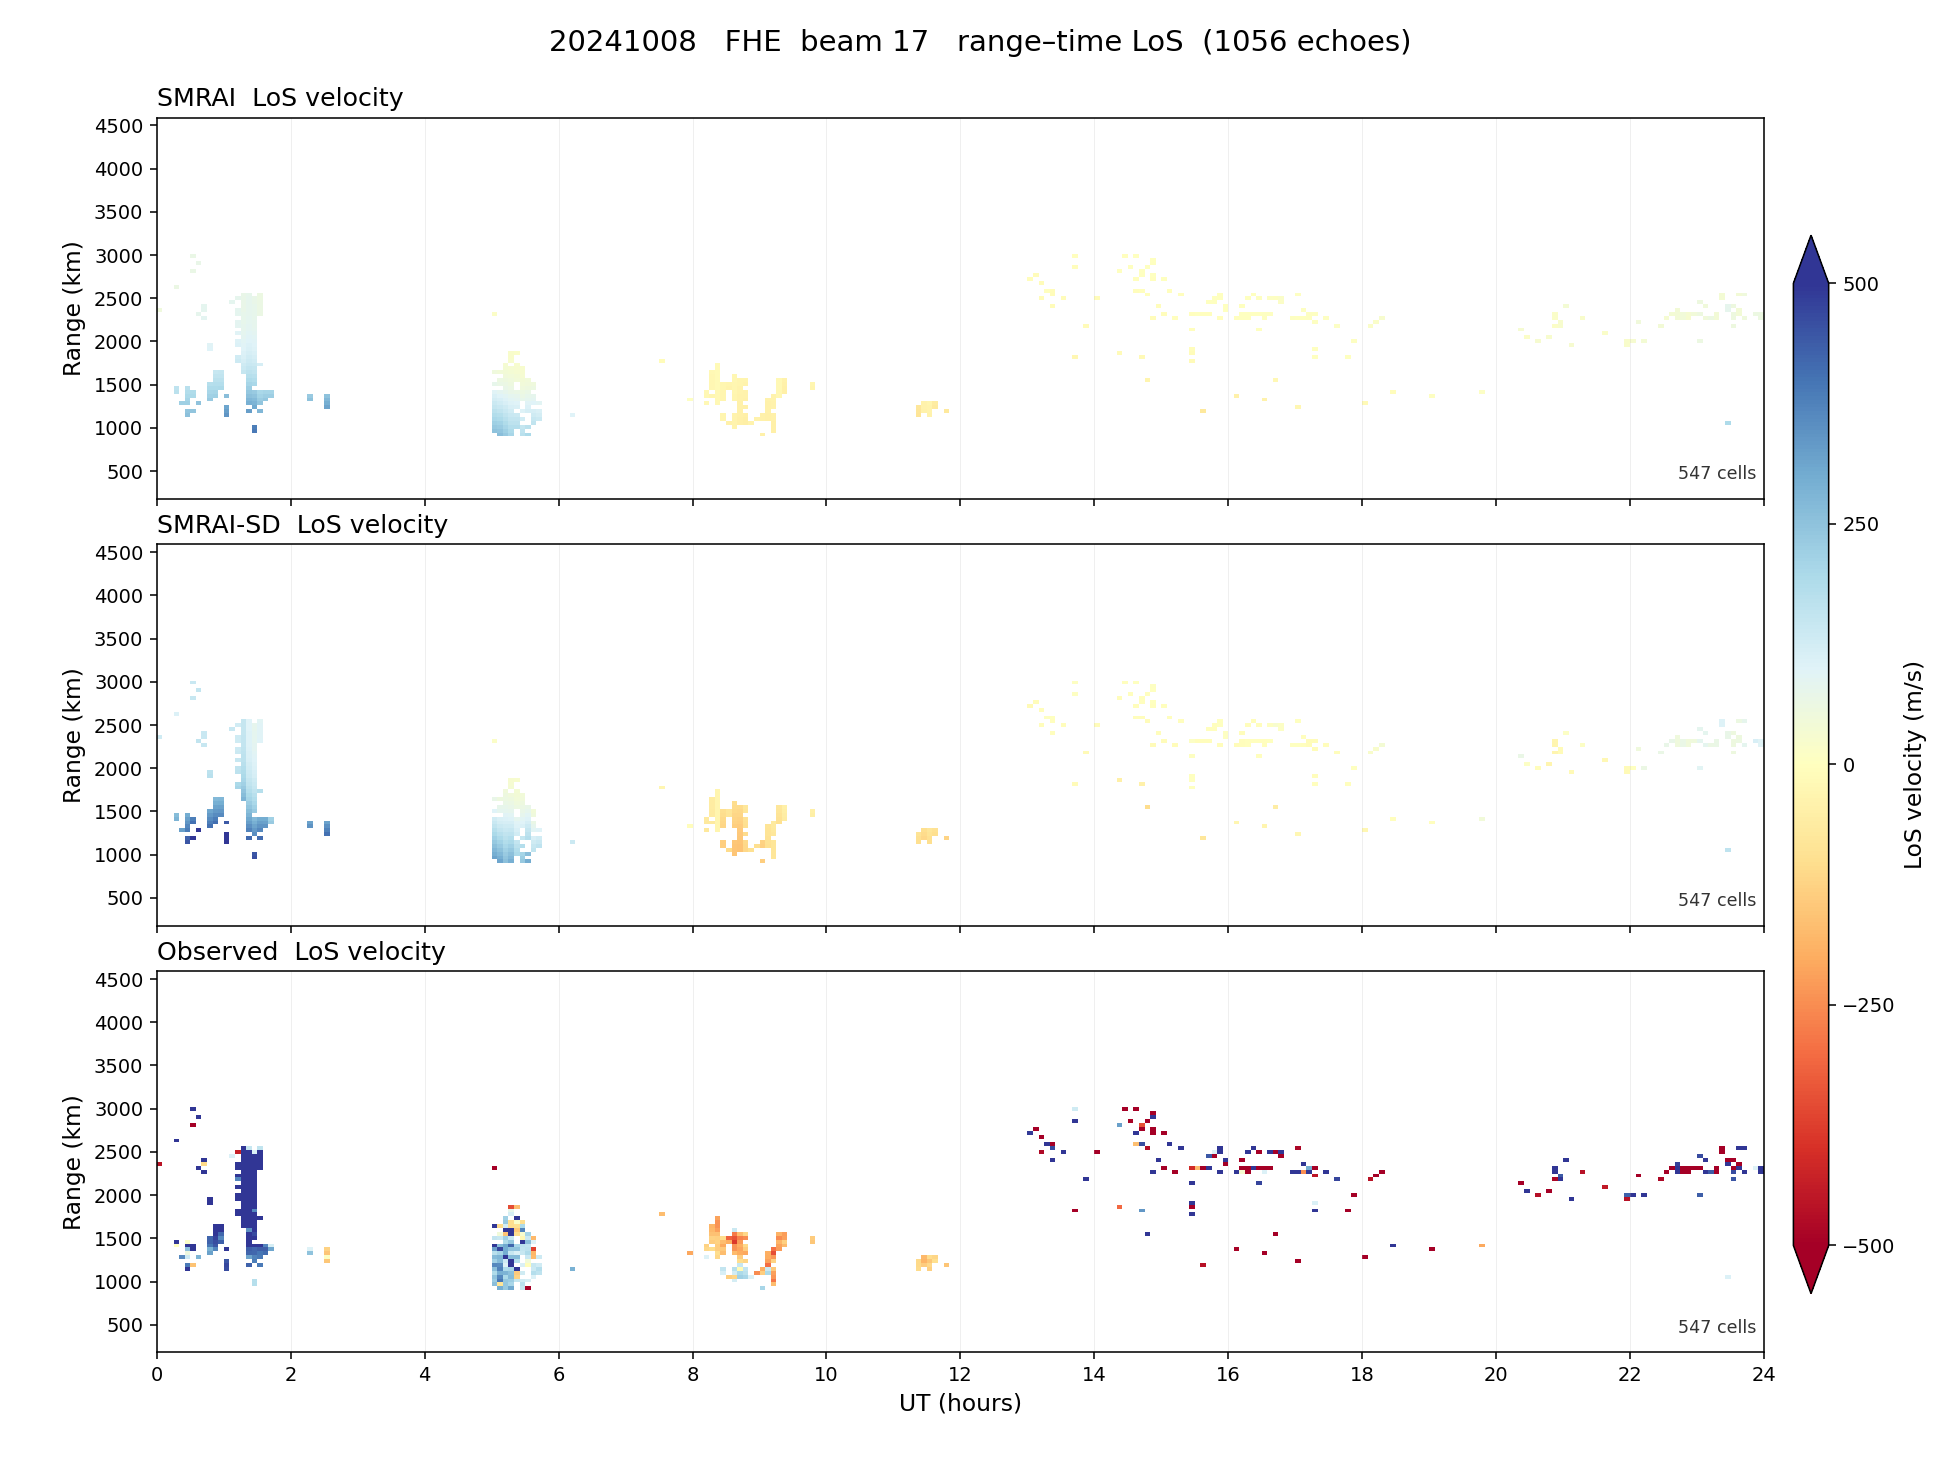 20241008   FHE  beam 17   range–time LoS  (1056 echoes)
SMRAI  LoS velocity
4500
4000
3500
3000
2500
2000
1500
1000
500
Range (km)
547 cells
SMRAI-SD  LoS velocity
4500
4000
3500
3000
2500
2000
1500
1000
500
Range (km)
547 cells
Observed  LoS velocity
4500
4000
3500
3000
2500
2000
1500
1000
500
Range (km)
547 cells
0 2 4 6 8 10 12 14 16 18 20 22 24
UT (hours)
500
250
0
−250
−500
LoS velocity (m/s)